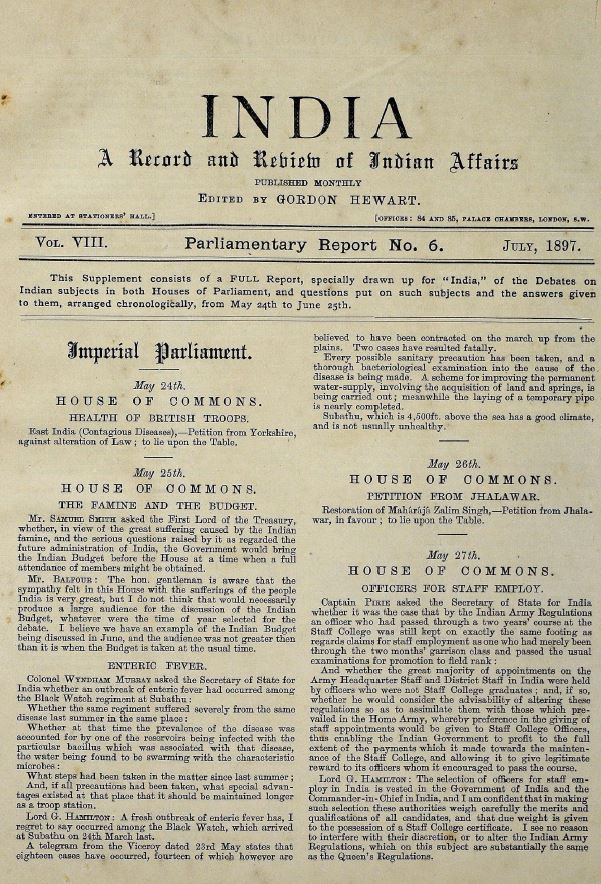 INDIA
A Record and Review of Indian Affairs
PUBLISHED MONTHLY
EDITED BY GORDON HEWART.
ENTERED AT STATIONERS' HALL.]
[OFFICES: 84 AND 85, PALACE CHAMBERS, LONDON, S.W.
VOL. VIII.
Parliamentary Report No. 6.
JULY, 1897.
This Supplement consists of a FULL Report, specially drawn up for "India," of the Debates on
Indian subjects in both Houses of Parliament, and questions put on such subjects and the answers given
to them, arranged chronologically, from May 24th to June 25th.
Imperial Parliament.
May 24th.
HOUSE OF COMMONS.
HEALTH OF BRITISH TROOPS.
East India (Contagious Diseases),—Petition from Yorkshire,
against alteration of Law; to lie upon the Table.
May 25th.
HOUSE OF COMMONS.
THE FAMINE AND THE BUDGET.
Mr. SAMUEL SMITH asked the First Lord of the Treasury,
whether, in view of the great suffering caused by the Indian
famine, and the serious questions raised by it as regarded the
future administration of India, the Government would bring
the Indian Budget before the House at a time when a full
attendance of members might be obtained.
Mr. BALFOUR: The hon. gentleman is aware that the
sympathy felt in this House with the sufferings of the people
India is very great, but I do not think that would necessarily
produce a large audience for the discussion of the Indian
Budget, whatever were the time of year selected for the
debate. I believe we have an example of the Indian Budget
being discussed in June, and the audience was not greater then
than it is when the Budget is taken at the usual time.
ENTERIC FEVER.
Colonel WYNDHAM MURRAY asked the Secretary of State for
India whether an outbreak of enteric fever had occurred among
the Black Watch regiment at Subathu:
Whether the same regiment suffered severely from the same
disease last summer in the same place:
Whether at that time the prevalence of the disease was
accounted for by one of the reservoirs being infected with the
particular bacillus which was associated with that disease,
the water being found to be swarming with the characteristic
microbes:
What steps had been taken in the matter since last summer;
And, if all precautions had been taken, what special advan-
tages existed at that place that it should be maintained longer
as a troop station.
Lord G. HAMILTON: A fresh outbreak of enteric fever has, I
regret to say occurred among the Black Watch, which arrived
at Subathu on 24th March last.
A telegram from the Viceroy dated 23rd May states that
eighteen cases have occurred, fourteen of which however are
believed to have been contracted on the march up from the
plains. Two cases have resulted fatally.
Every possible sanitary precaution has been taken, and a
thorough bacteriological examination into the cause of the
disease is being made. A scheme for improving the permanent
water-supply, involving the acquisition of land and springs, is
being carried out; meanwhile the laying of a temporary pipe
is nearly completed.
Subathu, which is 4,500ft. above the sea has a good climate,
and is not usually unhealthy.
May 26th.
HOUSE OF COMMONS.
PETITION FROM JHALAWAR.
Restoration of Mahárájá Zalim Singh,—Petition from Jhala-
war, in favour; to lie upon the Table.
May 27th.
HOUSE OF COMMONS.
OFFICERS FOR STAFF EMPLOY.
Captain PIRIE asked the Secretary of State for India
whether it was the case that by the Indian Army Regulations
an officer who had passed through a two years' course at the
Staff College was still kept on exactly the same footing as
regards claims for staff employment as one who had merely been
through the two months' garrison class and passed the usual
examinations for promotion to field rank:
And whether the great majority of appointments on the
Army Headquarter Staff and District Staff in India were held
by officers who were not Staff College graduates; and, if so,
whether he would consider the advisability of altering these
regulations so as to assimilate them with those which pre-
vailed in the Home Army, whereby preference in the giving of
staff appointments would be given to Staff College Officers,
thus enabling the Indian Government to profit to the full
extent of the payments which it made towards the mainten-
ance of the Staff College, and allowing it to give legitimate
reward to its officers whom it encouraged to pass the course.
Lord G. HAMILTON: The selection of officers for staff em-
ploy in India is vested in the Government of India and the
Commander-in-Chief in India, and I am confident that in making
such selection these authorities weigh carefully the merits and
qualifications of all candidates, and that due weight is given
to the possession of a Staff College certificate. I see no reason
to interfere with their discretion, or to alter the Indian Army
Regulations, which on this subject are substantially the same
as the Queen's Regulations.